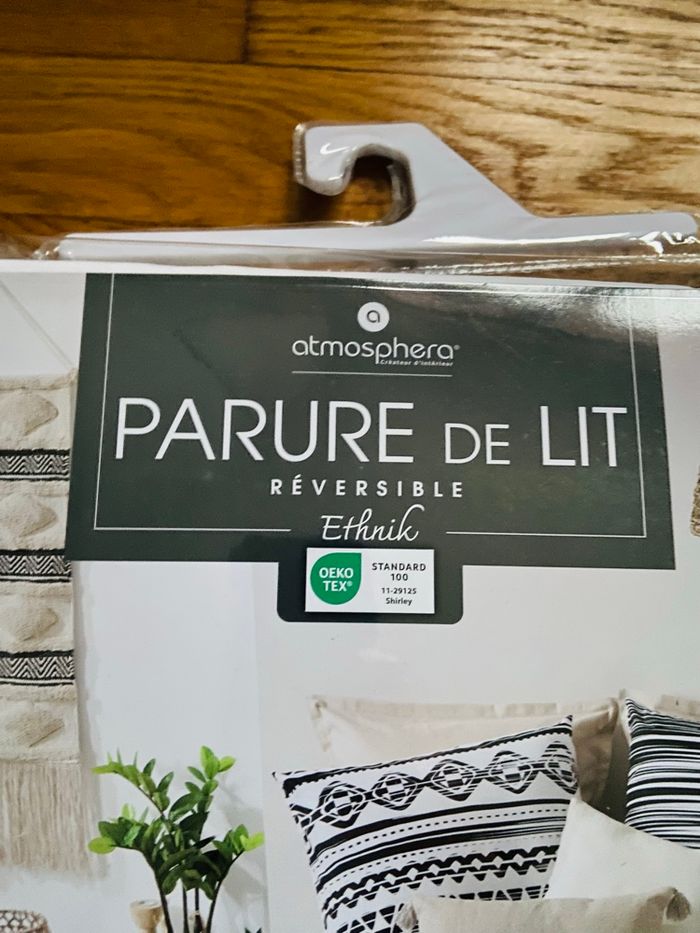 a
atmosphera®
Créateur d'intérieur
PARURE DE LIT
RÉVERSIBLE
Ethnik
OEKO
TEX®
STANDARD
100
11-29125
Shirley